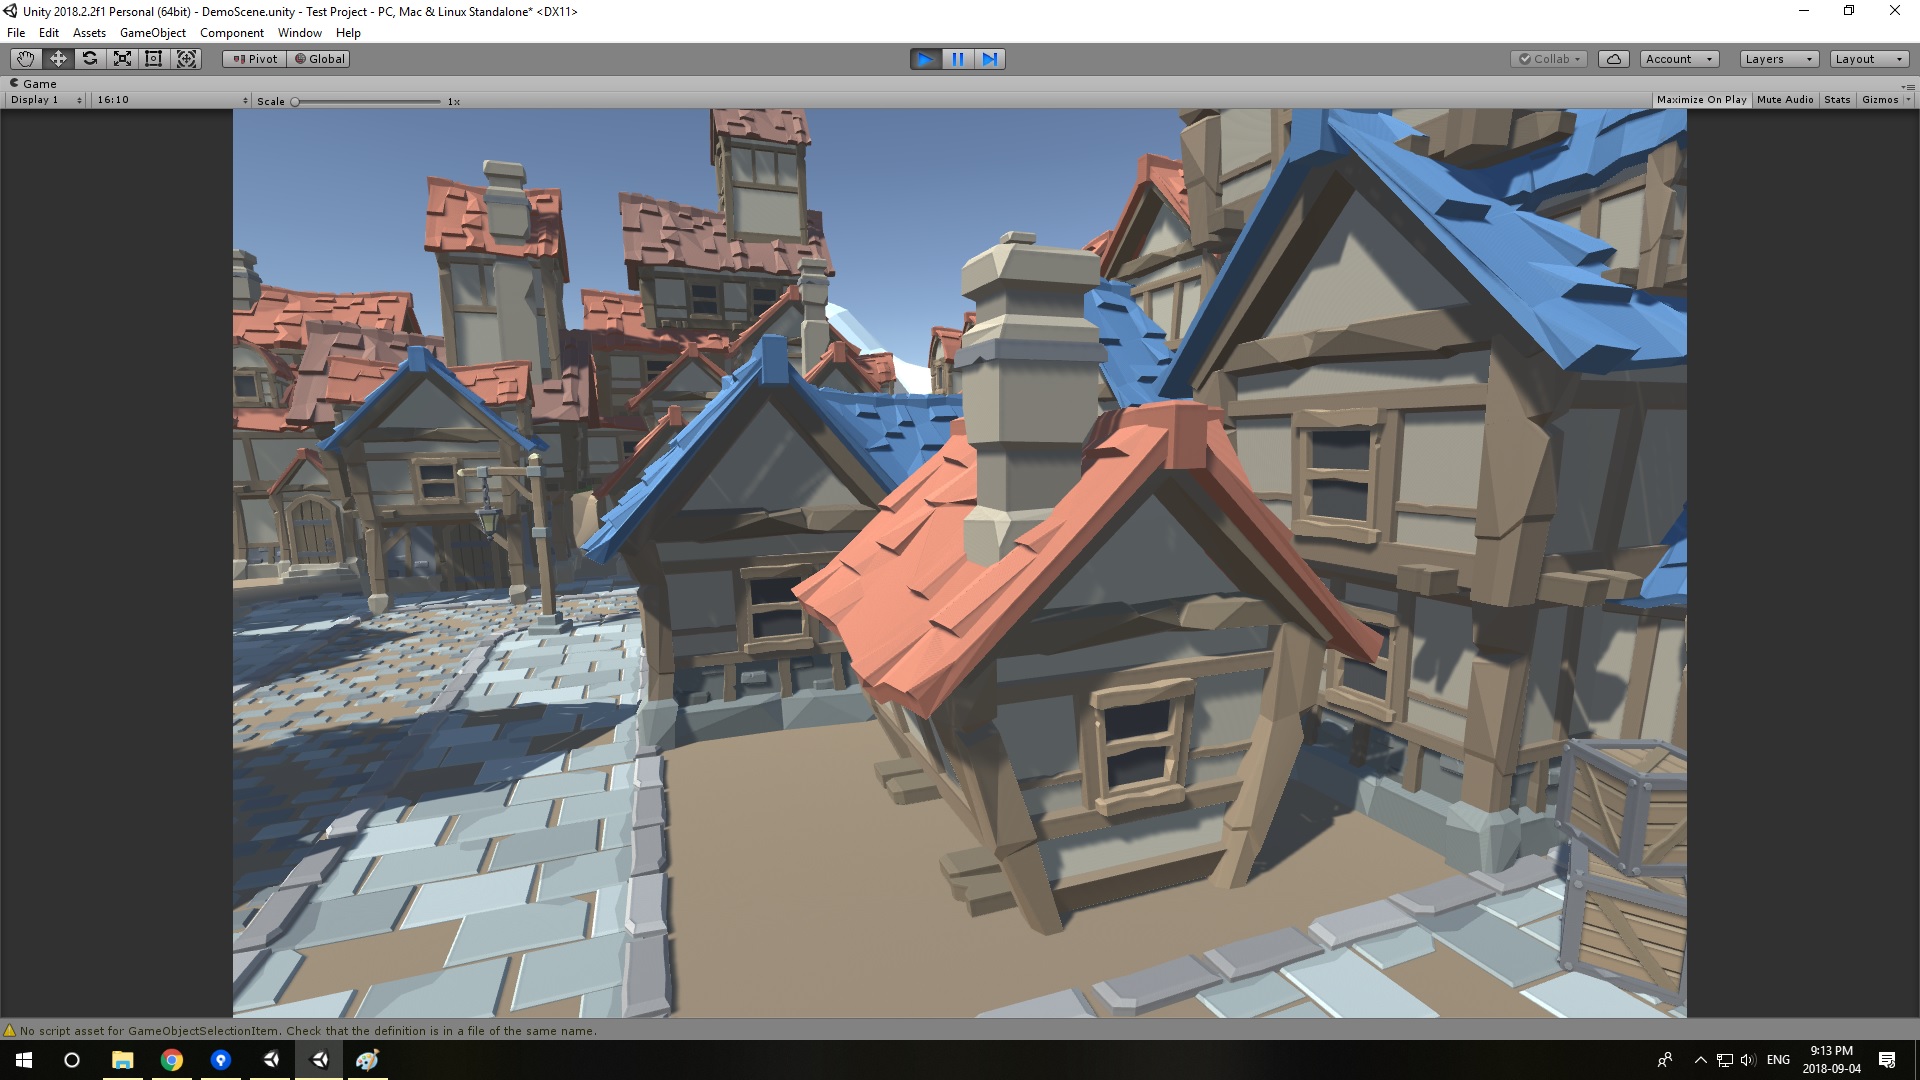 Unity 2018.2.2f1 Personal (64bit) - DemoScene.unity - Test Project - PC, Mac & Linux Standalone* <DX11>
File Edit Assets GameObject Component Window Help
Pivot Global Collab Account Layers Layout
Game
Display 1 16:10 Scale 1x Maximize On Play Mute Audio Stats Gizmos
No script asset for GameObjectSelectionItem. Check that the definition is in a file of the same name.
ENG
9:13 PM
2018-09-04